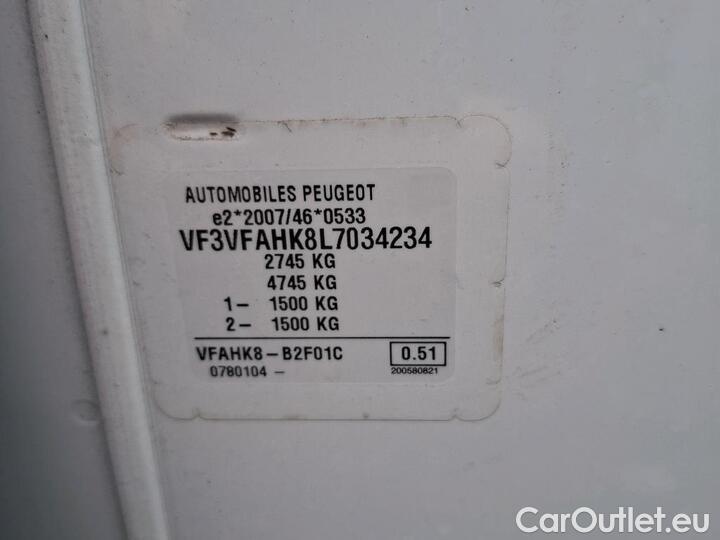 AUTOMOBILES PEUGEOT
e2*2007/46*0533
VF3VFAHK8L7034234
2745 KG
4745 KG
1- 1500 KG
2- 1500 KG
VFAHK8-B2F01C 0.51
0780104 - 200580821
CarOutlet.eu